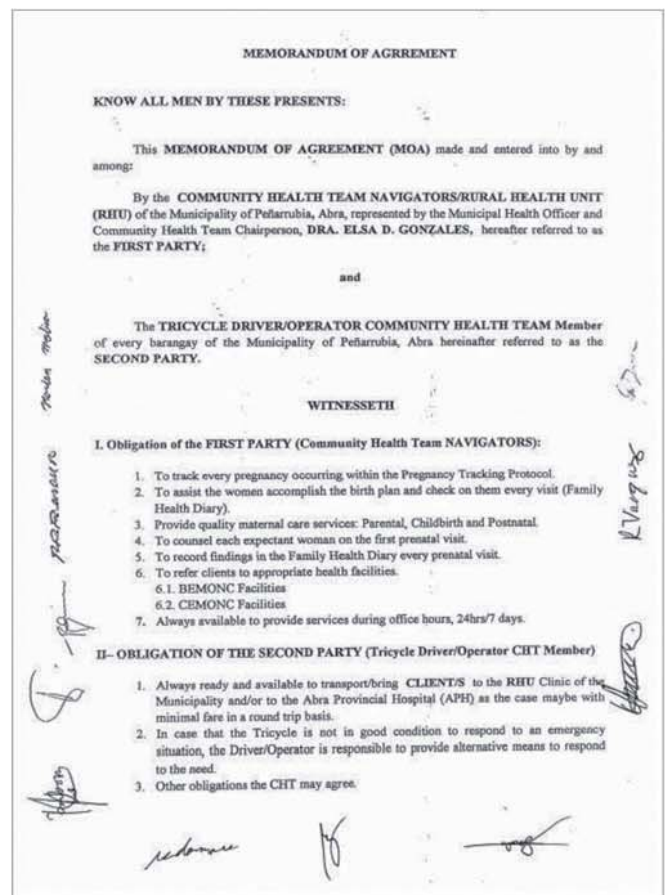 MEMORANDUM OF AGRREMENT
KNOW ALL MEN BY THESE PRESENTS:
This MEMORANDUM OF AGREEMENT (MOA) made and entered into by and
among:
By the COMMUNITY HEALTH TEAM NAVIGATORS/RURAL HEALTH UNIT
(RHU) of the Municipality of Peñarrubia, Abra, represented by the Municipal Health Officer and
Community Health Team Chairperson, DRA. ELSA D. GONZALES, hereafter referred to as
the FIRST PARTY;
and
The TRICYCLE DRIVER/OPERATOR COMMUNITY HEALTH TEAM Member
of every barangay of the Municipality of Peñarrubia, Abra hereinafter referred to as the
SECOND PARTY.
WITNESSETH
I. Obligation of the FIRST PARTY (Community Health Team NAVIGATORS):
1. To track every pregnancy occurring within the Pregnancy Tracking Protocol.
2. To assist the women accomplish the birth plan and check on them every visit (Family
Health Diary).
3. Provide quality maternal care services: Parental, Childbirth and Postnatal.
4. To counsel each expectant woman on the first prenatal visit.
5. To record findings in the Family Health Diary every prenatal visit.
6. To refer clients to appropriate health facilities.
6.1. BEMONC Facilities
6.2. CEMONC Facilities
7. Always available to provide services during office hours, 24hrs/7 days.
II– OBLIGATION OF THE SECOND PARTY (Tricycle Driver/Operator CHT Member)
1. Always ready and available to transport/bring CLIENT/S to the RHU Clinic of the
Municipality and/or to the Abra Provincial Hospital (APH) as the case maybe with
minimal fare in a round trip basis.
2. In case that the Tricycle is not in good condition to respond to an emergency
situation, the Driver/Operator is responsible to provide alternative means to respond
to the need.
3. Other obligations the CHT may agree.
R Vargas